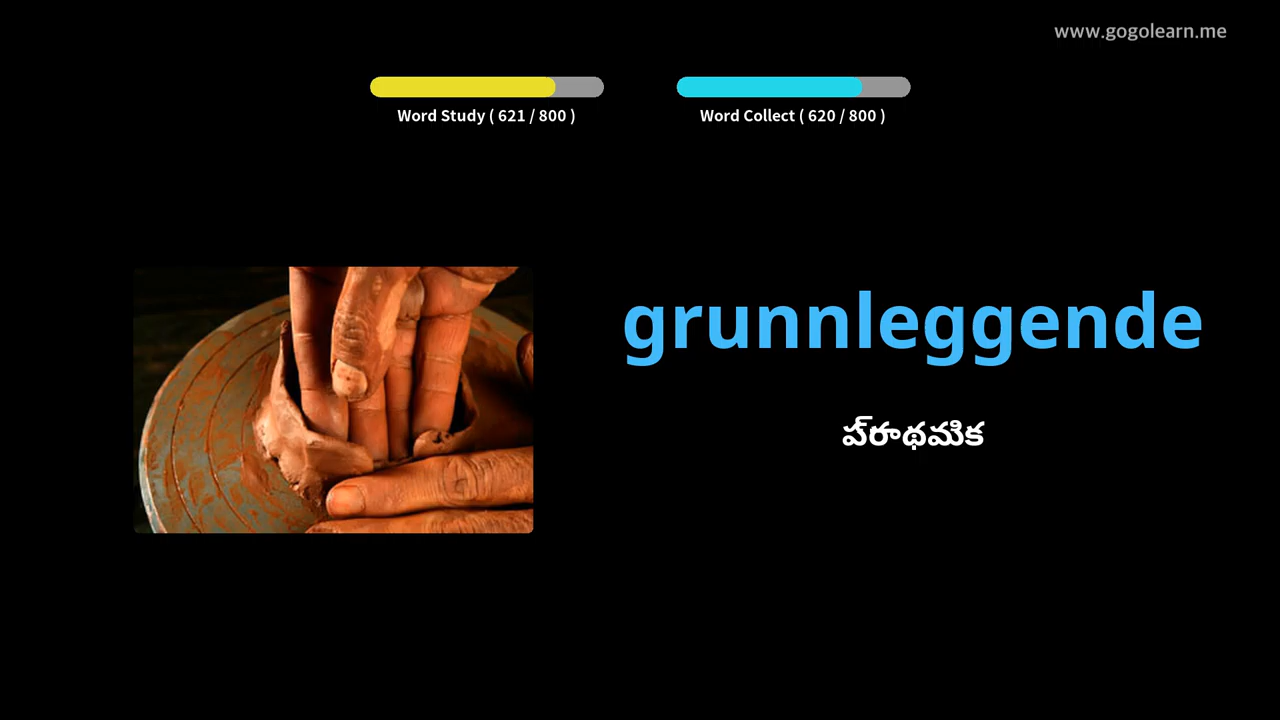 www.gogolearn.me
Word Study ( 621 / 800 )
Word Collect ( 620 / 800 )
grunnleggende
ప్రాథమిక